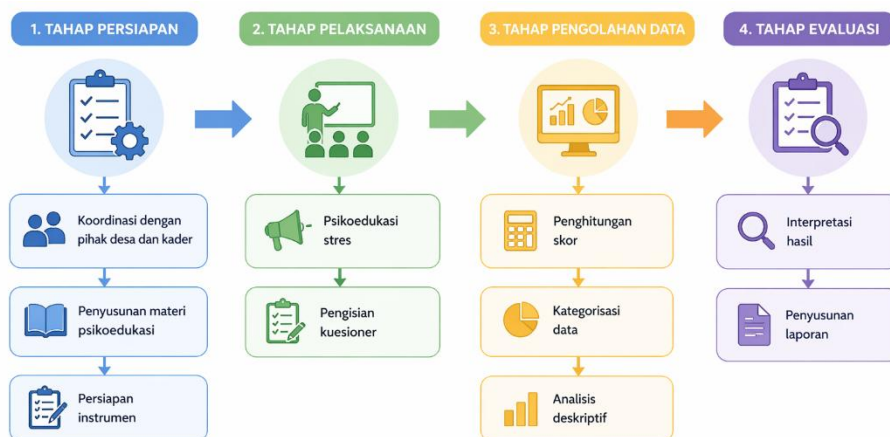 1. TAHAP PERSIAPAN
Koordinasi dengan
pihak desa dan kader
Penyusunan materi
psikoedukasi
Persiapan
instrumen
2. TAHAP PELAKSANAAN
Psikoedukasi
stres
Pengisian
kuesioner
3. TAHAP PENGOLAHAN DATA
Penghitungan
skor
Kategorisasi
data
Analisis
deskriptif
4. TAHAP EVALUASI
Interpretasi
hasil
Penyusunan
laporan